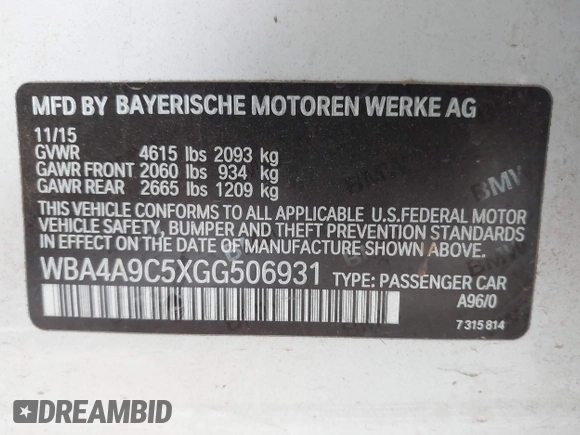 MFD BY BAYERISCHE MOTOREN WERKE AG
11/15
GVWR 4615 lbs 2093 kg
GAWR FRONT 2060 lbs 934 kg
GAWR REAR 2665 lbs 1209 kg
THIS VEHICLE CONFORMS TO ALL APPLICABLE U.S.FEDERAL MOTOR
VEHICLE SAFETY, BUMPER AND THEFT PREVENTION STANDARDS
IN EFFECT ON THE DATE OF MANUFACTURE SHOWN ABOVE.
WBA4A9C5XGG506931 TYPE: PASSENGER CAR
A96/0
7 315 814
BMW
DREAMBID